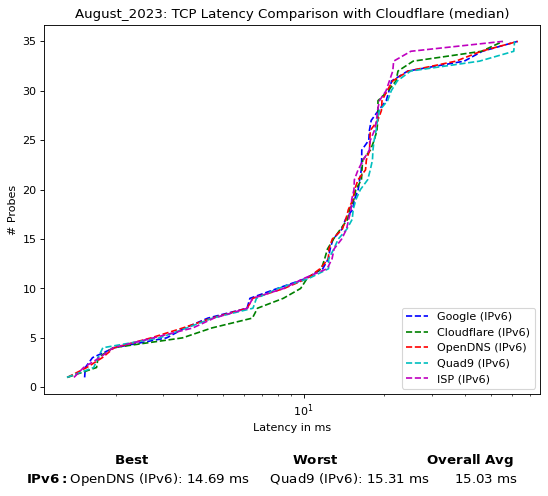 August_2023: TCP Latency Comparison with Cloudflare (median)
35
30
25
20
15
10
5
0
# Probes
Google (IPv6)
Cloudflare (IPv6)
OpenDNS (IPv6)
Quad9 (IPv6)
ISP (IPv6)
10¹
Latency in ms
Best Worst Overall Avg
IPv6: OpenDNS (IPv6): 14.69 ms Quad9 (IPv6): 15.31 ms 15.03 ms